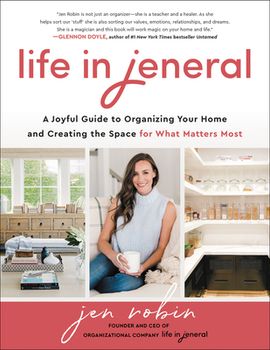 "Jen Robin is not just an organizer—she is a teacher and a healer. As she
helps sort our 'stuff' she is also sorting our values, emotions, relationships, and dreams.
She is a magician and this book will work magic on your home and life."
—GLENNON DOYLE, author of #1 New York Times bestseller Untamed
life in jeneral
A Joyful Guide to Organizing Your Home
and Creating the Space for What Matters Most
jen robin
FOUNDER AND CEO OF
ORGANIZATIONAL COMPANY life in jeneral